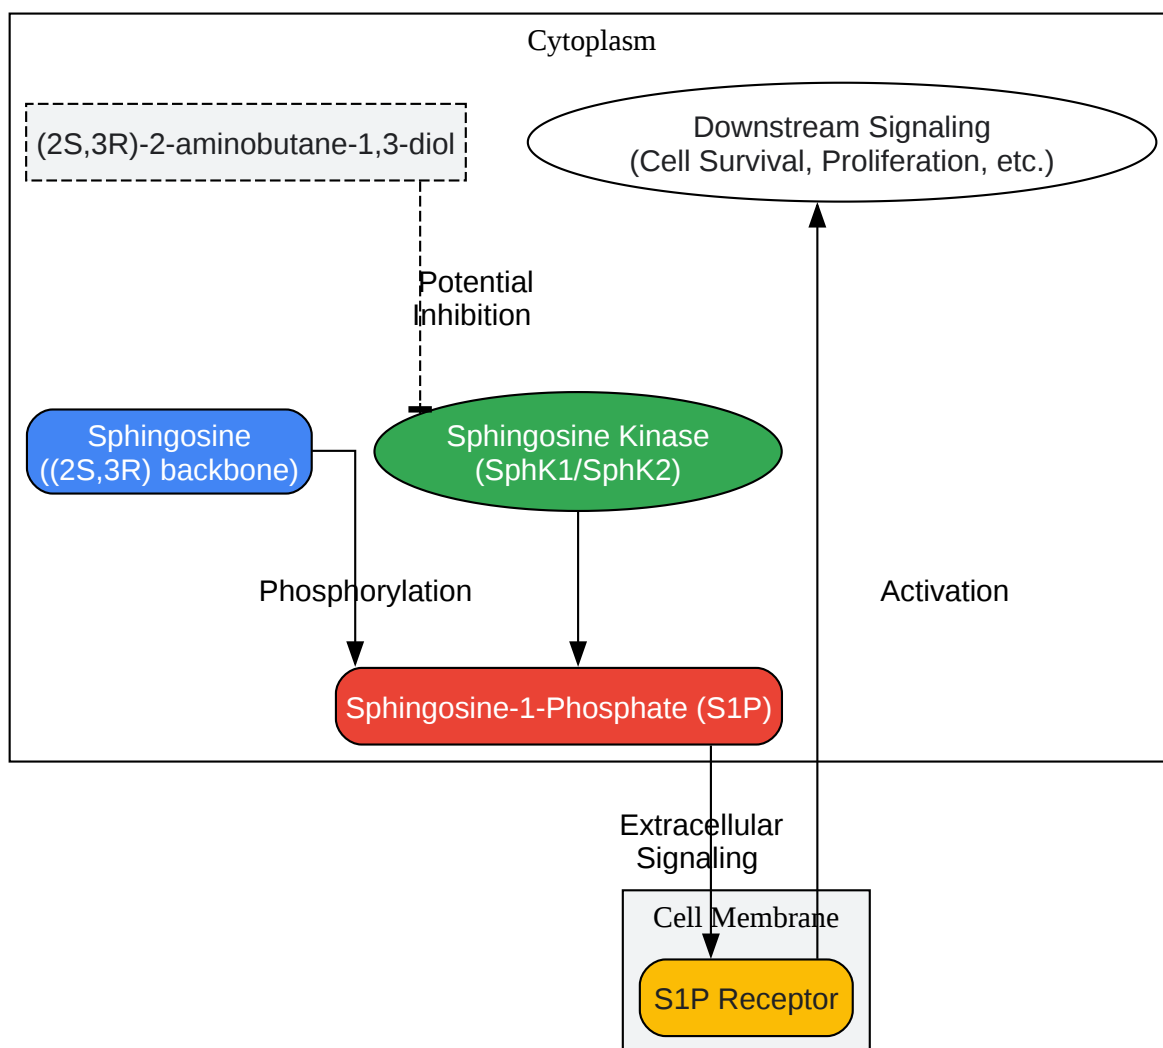 Cytoplasm
(2S,3R)-2-aminobutane-1,3-diol
Downstream Signaling
(Cell Survival, Proliferation, etc.)
Potential
Inhibition
Sphingosine
((2S,3R) backbone)
Sphingosine Kinase
(SphK1/SphK2)
Phosphorylation
Activation
Sphingosine-1-Phosphate (S1P)
Extracellular
Signaling
Cell Membrane
S1P Receptor